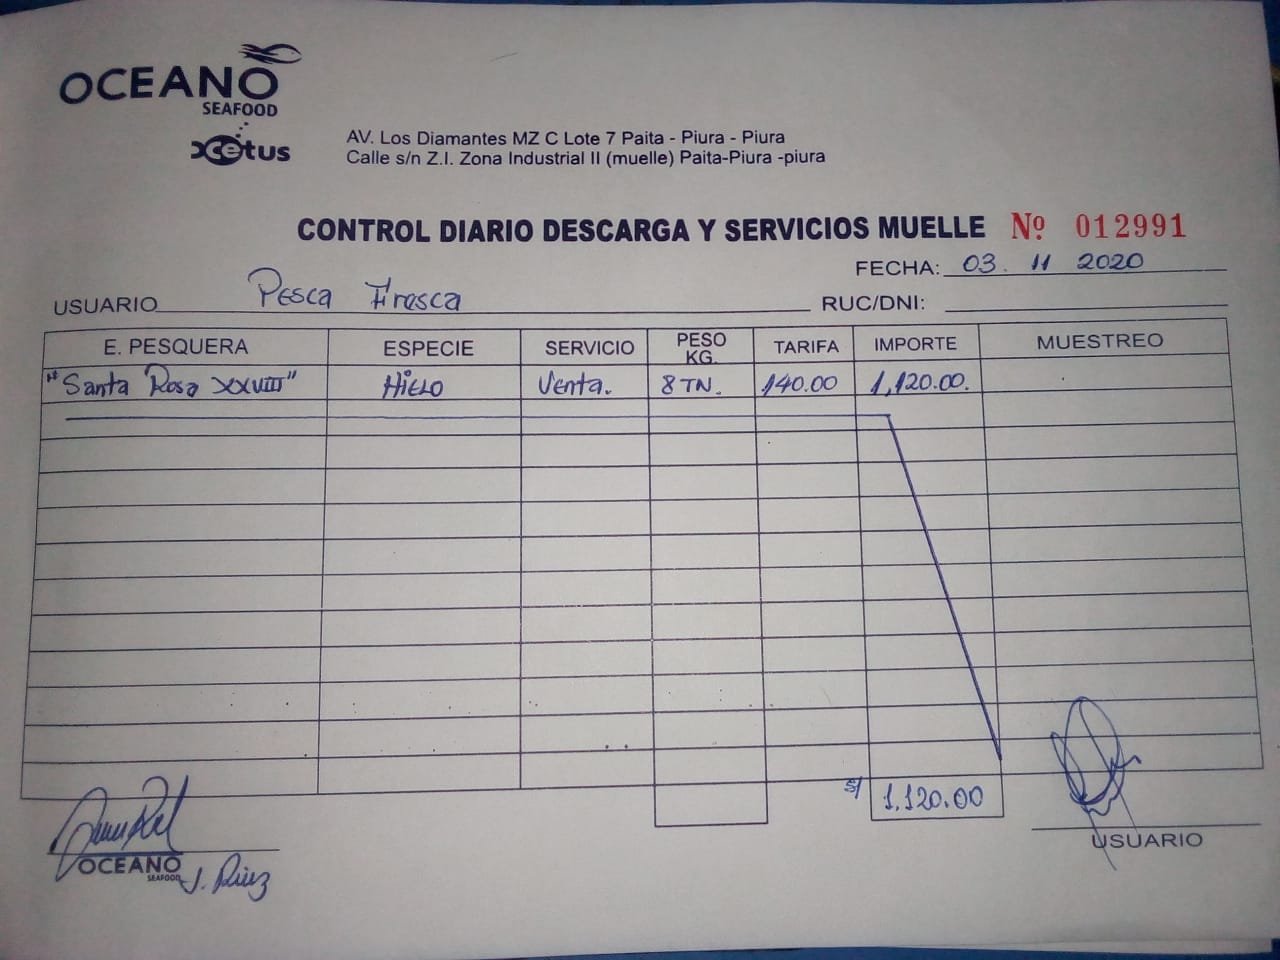 OCEANO
SEAFOOD
cetus
AV. Los Diamantes MZ C Lote 7 Paita - Piura - Piura
Calle s/n Z.I. Zona Industrial II (muelle) Paita-Piura -piura
CONTROL DIARIO DESCARGA Y SERVICIOS MUELLE Nº 012991
FECHA: 03 . 11 2020
USUARIO Pesca Fresca RUC/DNI:
E. PESQUERA ESPECIE SERVICIO PESO KG. TARIFA IMPORTE MUESTREO
"Santa Rosa XXVIII" HiELO Venta. 8 TN. 140.00 1,120.00.
S/ 1,120.00
OCEANO
SEAFOOD
USUARIO